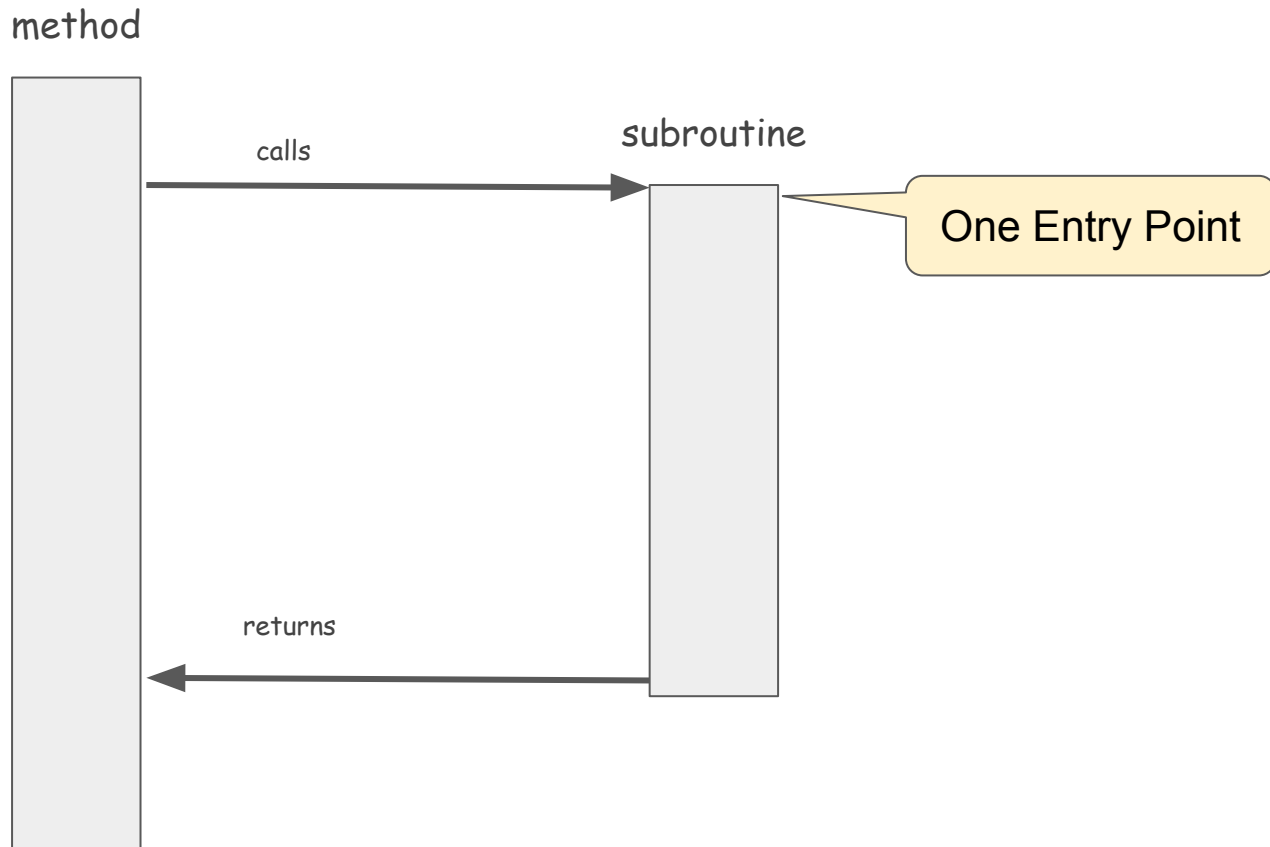 method
calls
subroutine
One Entry Point
returns